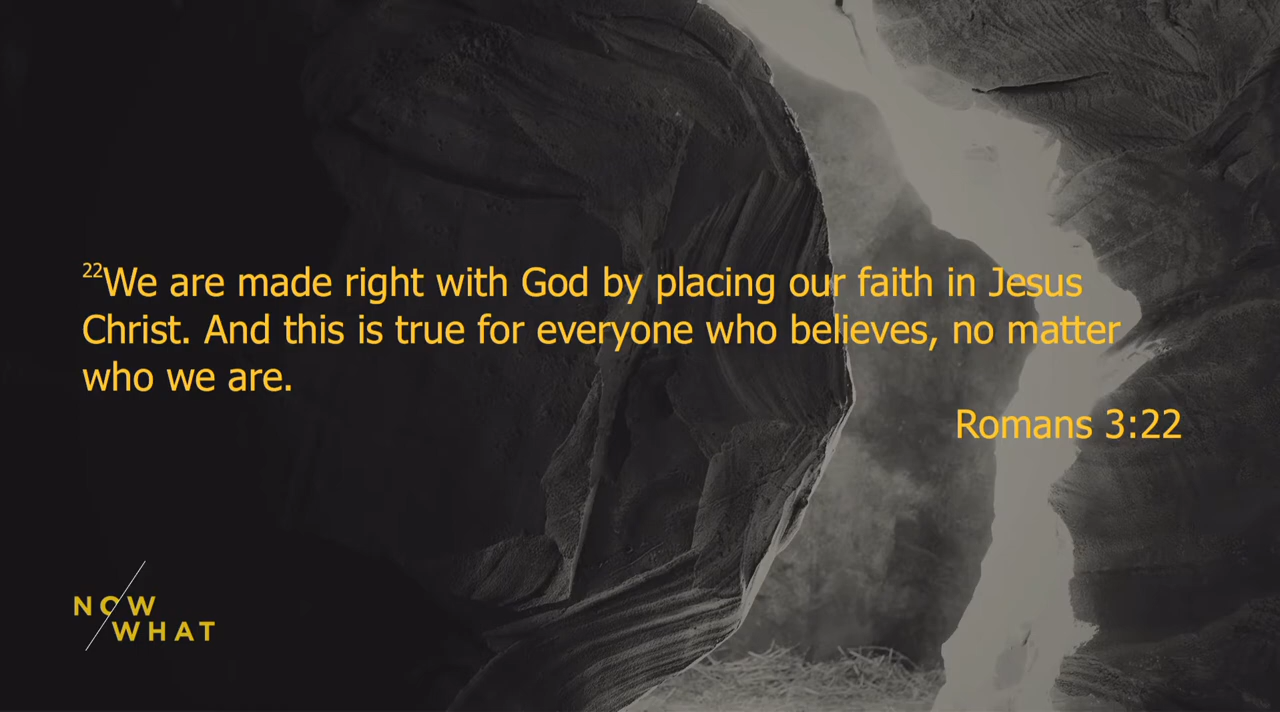 ²²We are made right with God by placing our faith in Jesus
Christ. And this is true for everyone who believes, no matter
who we are.
Romans 3:22
NOW
WHAT